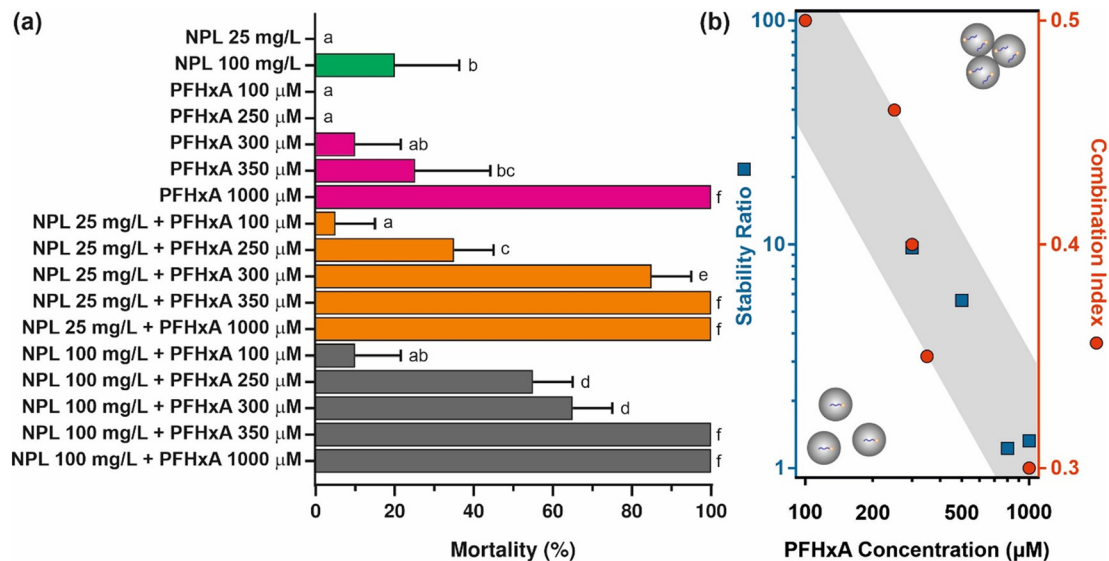 (a)
NPL 25 mg/L a
NPL 100 mg/L b
PFHxA 100 μM a
PFHxA 250 μM a
PFHxA 300 μM ab
PFHxA 350 μM bc
PFHxA 1000 μM f
NPL 25 mg/L + PFHxA 100 μM a
NPL 25 mg/L + PFHxA 250 μM c
NPL 25 mg/L + PFHxA 300 μM e
NPL 25 mg/L + PFHxA 350 μM f
NPL 25 mg/L + PFHxA 1000 μM f
NPL 100 mg/L + PFHxA 100 μM ab
NPL 100 mg/L + PFHxA 250 μM d
NPL 100 mg/L + PFHxA 300 μM d
NPL 100 mg/L + PFHxA 350 μM f
NPL 100 mg/L + PFHxA 1000 μM f
0 20 40 60 80 100
Mortality (%)
(b)
Stability Ratio
100
10
1
0.5
0.4
0.3
Combination Index
100 200 500 1000
PFHxA Concentration (μM)